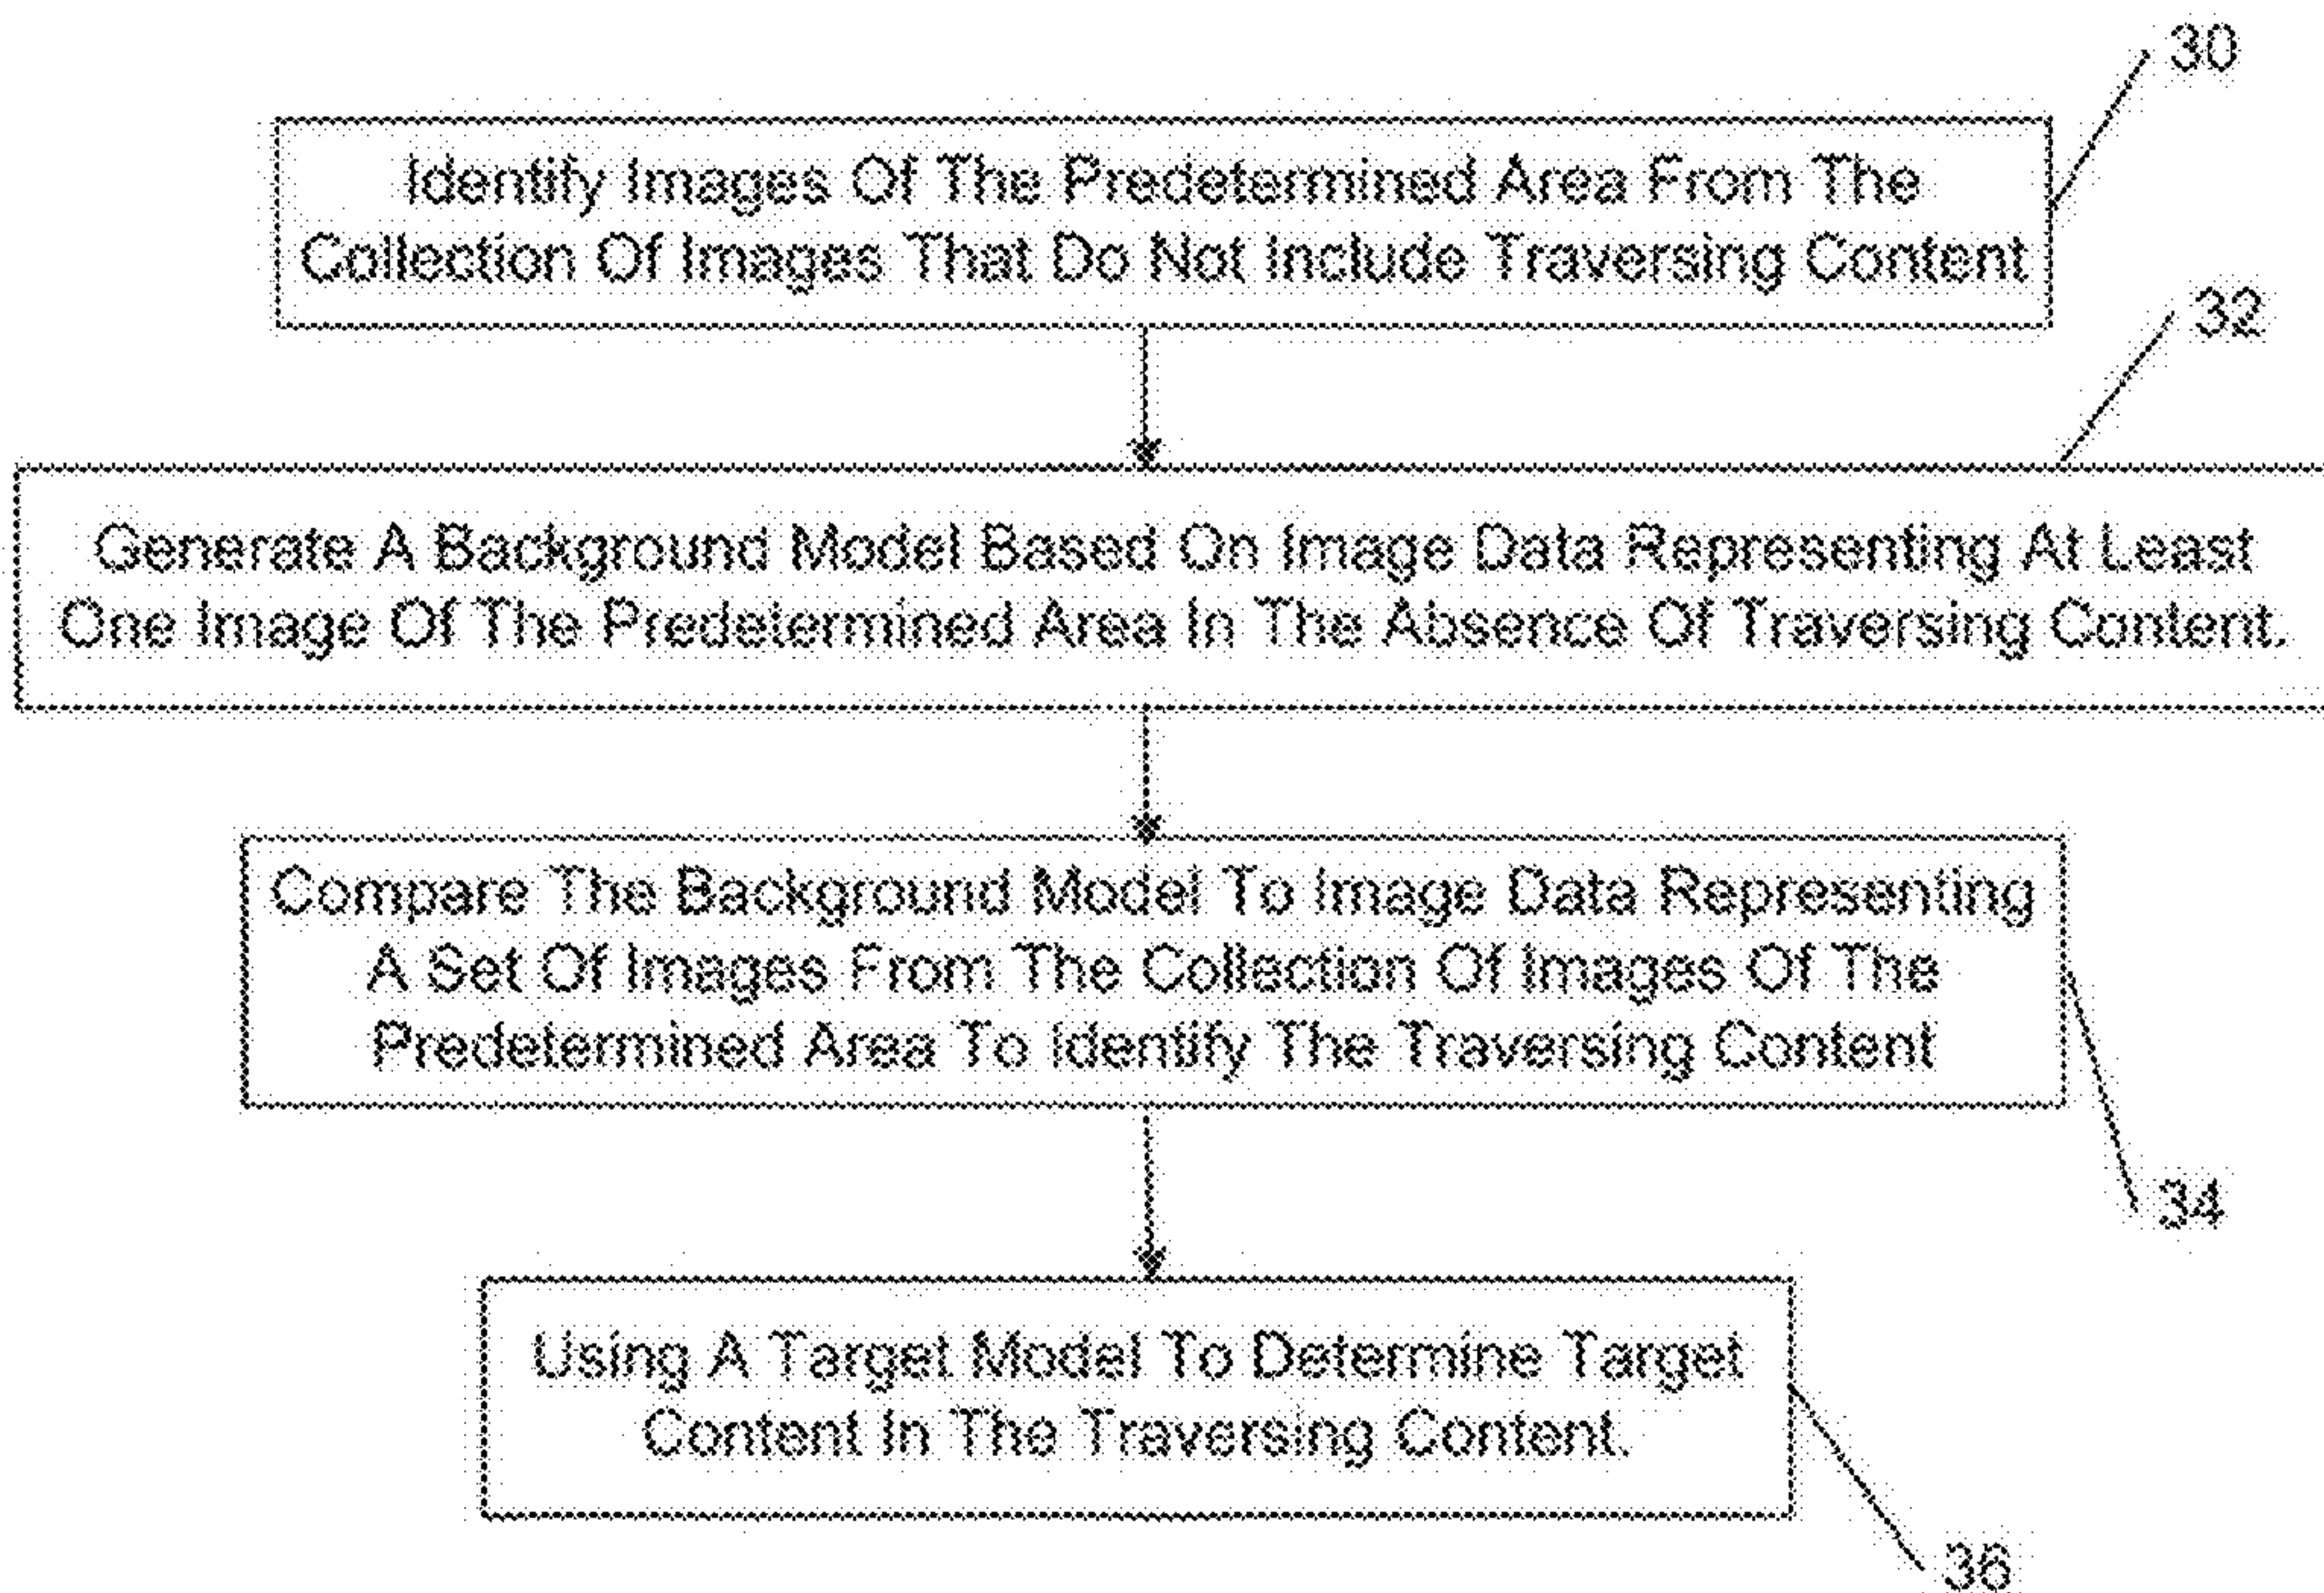 30
Identify Images Of The Predetermined Area From The
Collection Of Images That Do Not Include Traversing Content
32
Generate A Background Model Based On Image Data Representing At Least
One Image Of The Predetermined Area In The Absence Of Traversing Content.
Compare The Background Model To Image Data Representing
A Set Of Images From The Collection Of Images Of The
Predetermined Area To Identify The Traversing Content
34
Using A Target Model To Determine Target
Content In The Traversing Content.
36